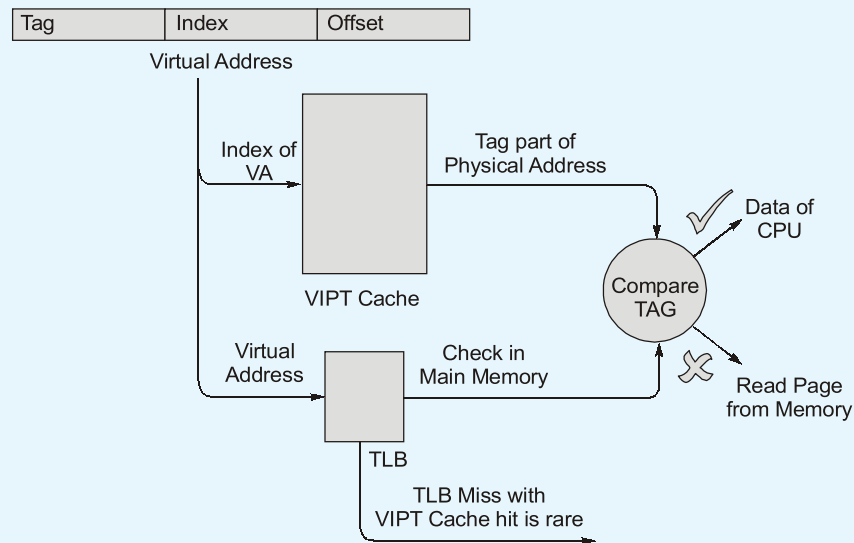 Tag
Index
Offset
Virtual Address
Index of
VA
Tag part of
Physical Address
Data of
CPU
Compare
TAG
VIPT Cache
Virtual
Address
Check in
Main Memory
Read Page
from Memory
TLB
TLB Miss with
VIPT Cache hit is rare